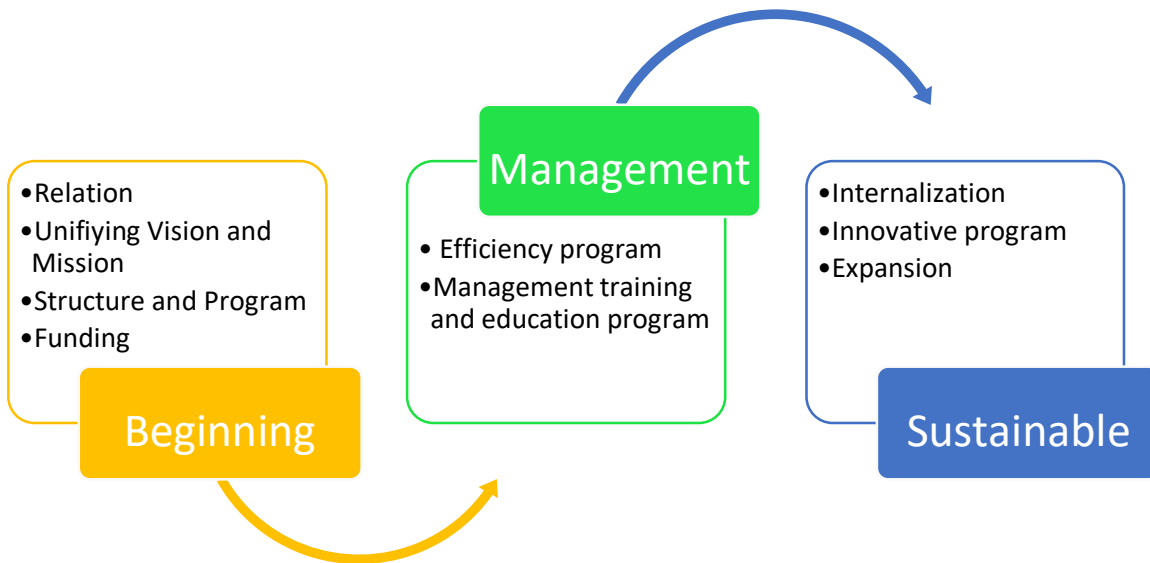 •Relation
•Unifiying Vision and
Mission
•Structure and Program
•Funding
Beginning
Management
• Efficiency program
•Management training
and education program
•Internalization
•Innovative program
•Expansion
Sustainable